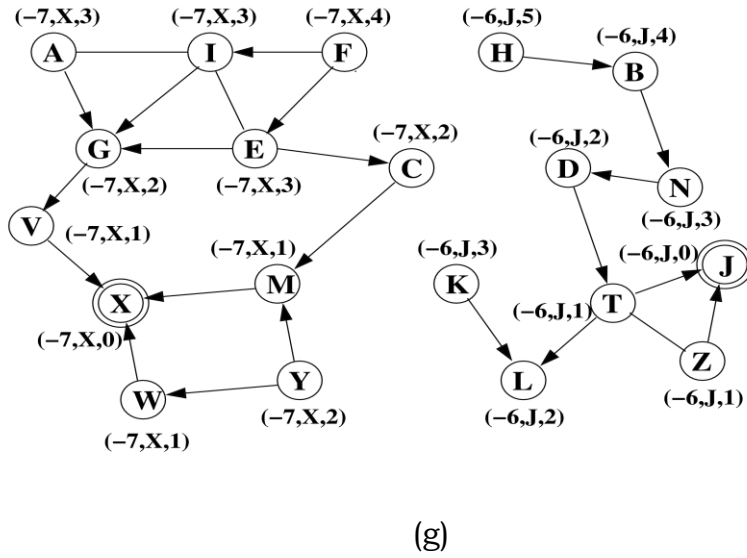 (−7,X,3)
(−7,X,3)
(−7,X,4)
(−6,J,5)
(−6,J,4)
A
I
F
H
B
(−7,X,2)
(−6,J,2)
G
E
C
D
N
(−7,X,2)
(−7,X,3)
(−6,J,3)
V
(−7,X,1)
(−7,X,1)
(−6,J,3)
(−6,J,0)
J
X
M
K
T
(−6,J,1)
(−7,X,0)
W
Y
L
Z
(−7,X,1)
(−7,X,2)
(−6,J,2)
(−6,J,1)
(g)